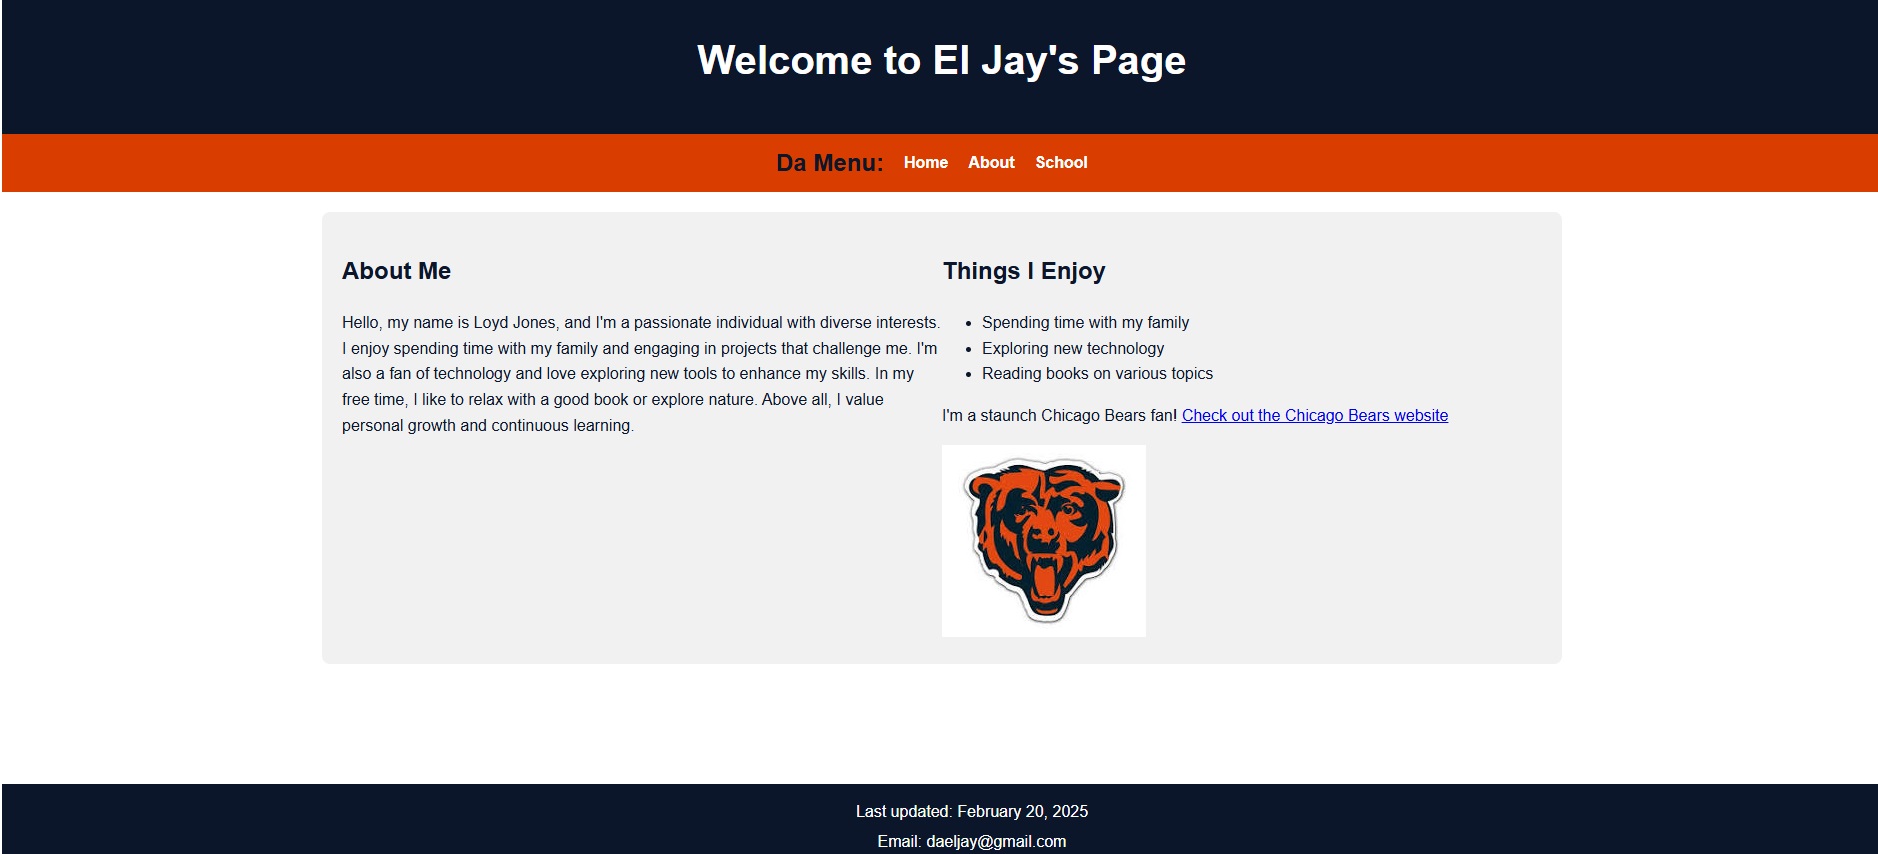 Welcome to El Jay's Page
Da Menu: Home About School
About Me
Hello, my name is Loyd Jones, and I'm a passionate individual with diverse interests.
I enjoy spending time with my family and engaging in projects that challenge me. I'm
also a fan of technology and love exploring new tools to enhance my skills. In my
free time, I like to relax with a good book or explore nature. Above all, I value
personal growth and continuous learning.
Things I Enjoy
• Spending time with my family
• Exploring new technology
• Reading books on various topics
I'm a staunch Chicago Bears fan! Check out the Chicago Bears website
Last updated: February 20, 2025
Email: daeljay@gmail.com